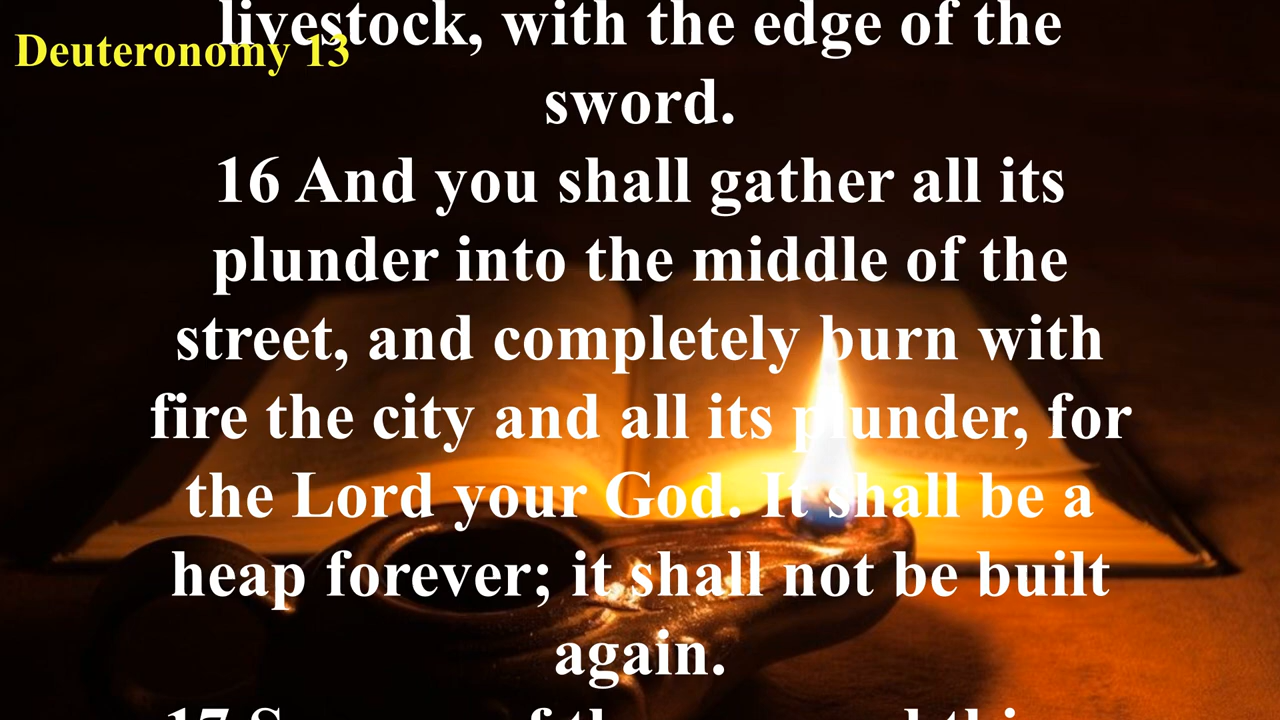 Deuteronomy 13
livestock, with the edge of the
sword.
16 And you shall gather all its
plunder into the middle of the
street, and completely burn with
fire the city and all its plunder, for
the Lord your God. It shall be a
heap forever; it shall not be built
again.